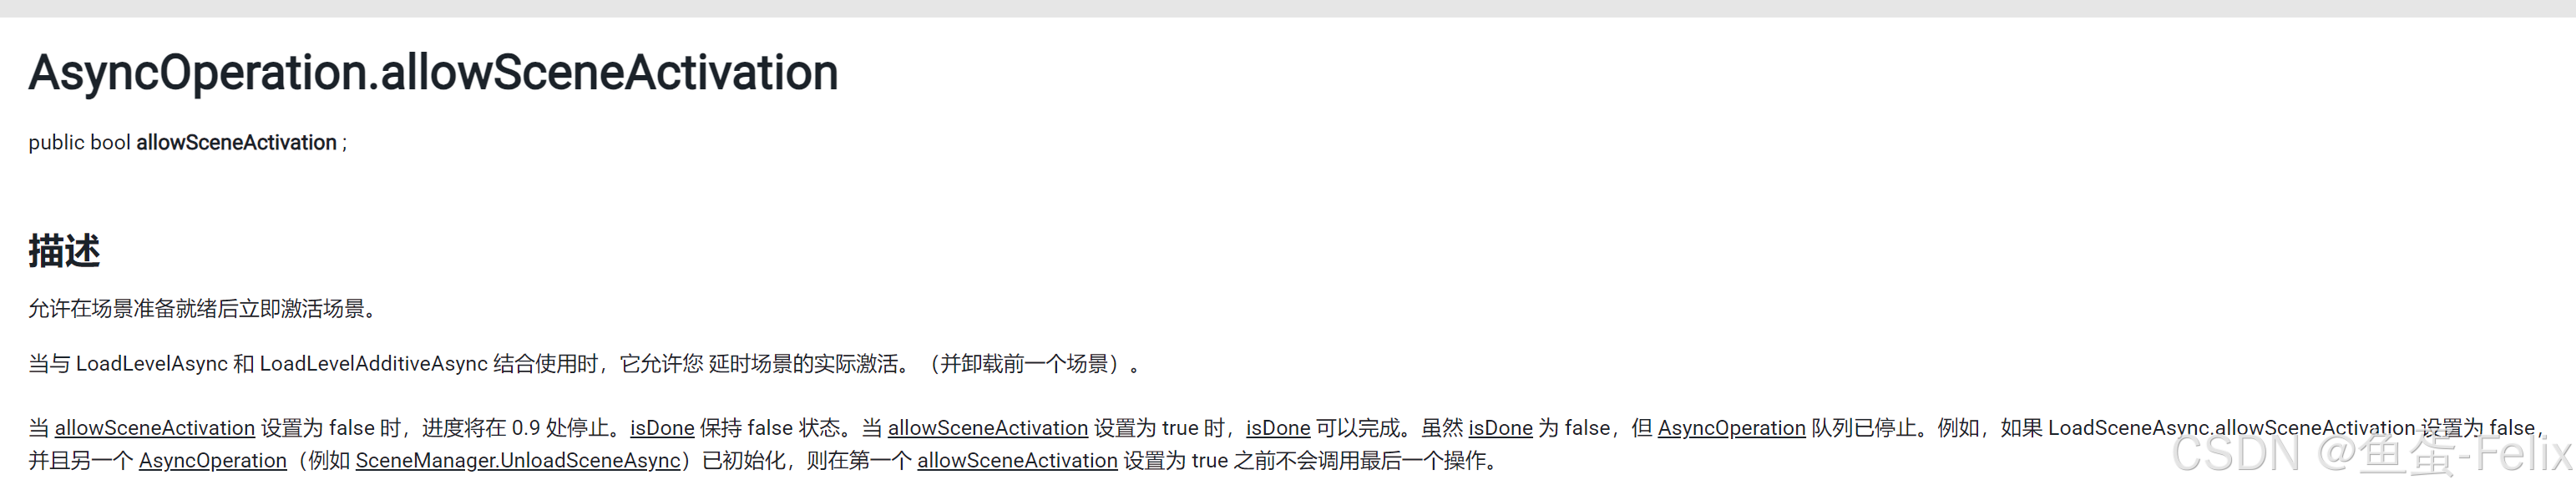 AsyncOperation.allowSceneActivation
public bool allowSceneActivation ;
描述
允许在场景准备就绪后立即激活场景。
当与 LoadLevelAsync 和 LoadLevelAdditiveAsync 结合使用时，它允许您 延时场景的实际激活。（并卸载前一个场景）。
当 allowSceneActivation 设置为 false 时，进度将在 0.9 处停止。isDone 保持 false 状态。当 allowSceneActivation 设置为 true 时，isDone 可以完成。虽然 isDone 为 false，但 AsyncOperation 队列已停止。例如，如果 LoadSceneAsync.allowSceneActivation 设置为 false，
并且另一个 AsyncOperation（例如 SceneManager.UnloadSceneAsync）已初始化，则在第一个 allowSceneActivation 设置为 true 之前不会调用最后一个操作。
CSDN @鱼蛋-Felix